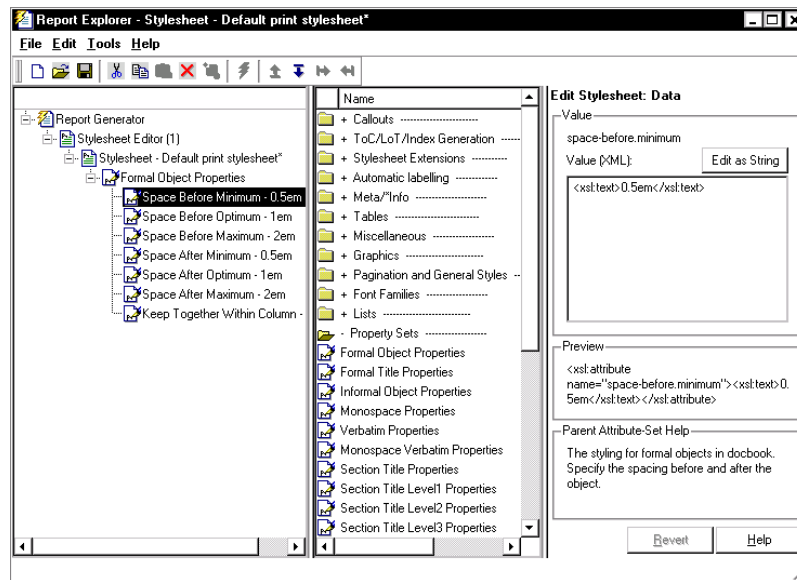 Report Explorer - Stylesheet - Default print stylesheet*
File Edit Tools Help
Report Generator
Stylesheet Editor (1)
Stylesheet - Default print stylesheet*
Formal Object Properties
Space Before Minimum - 0.5em
Space Before Optimum - 1em
Space Before Maximum - 2em
Space After Minimum - 0.5em
Space After Optimum - 1em
Space After Maximum - 2em
Keep Together Within Column -
Name
+ Callouts ------------------------
+ ToC/LoT/Index Generation ------
+ Stylesheet Extensions -----------
+ Automatic labelling ---------------
+ Meta/*Info ------------------------
+ Tables ----------------------------
+ Miscellaneous --------------------
+ Graphics -------------------------
+ Pagination and General Styles --
+ Font Families --------------------
+ Lists ------------------------------
- Property Sets --------------------
Formal Object Properties
Formal Title Properties
Informal Object Properties
Monospace Properties
Verbatim Properties
Monospace Verbatim Properties
Section Title Properties
Section Title Level1 Properties
Section Title Level2 Properties
Section Title Level3 Properties
Edit Stylesheet: Data
Value
space-before.minimum
Value (XML):
Edit as String
<xsl:text>0.5em</xsl:text>
Preview
<xsl:attribute
name="space-before.minimum"><xsl:text>0.
5em</xsl:text></xsl:attribute>
Parent Attribute-Set Help
The styling for formal objects in docbook.
Specify the spacing before and after the
object.
Revert
Help